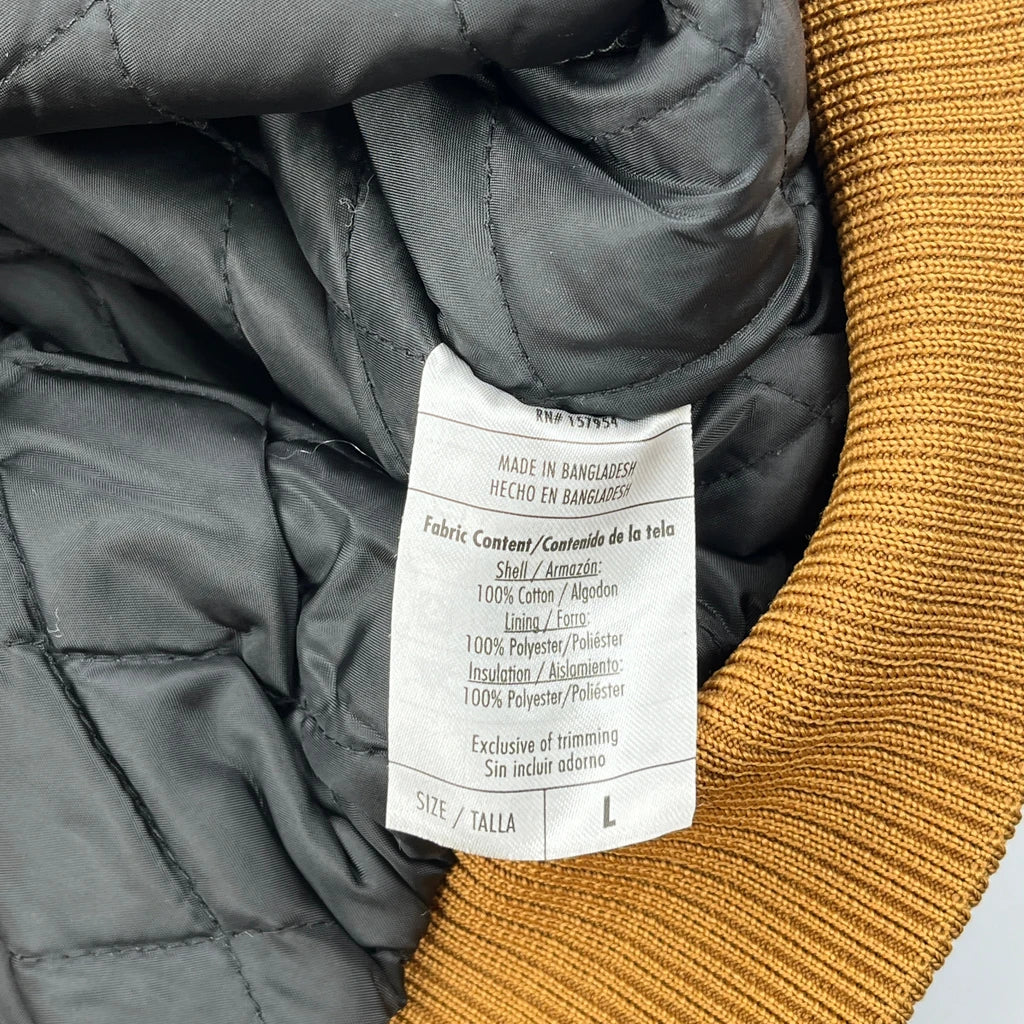 RN# 157954
MADE IN BANGLADESH
HECHO EN BANGLADESH
Fabric Content/Contenido de la tela
Shell / Armazón:
100% Cotton / Algodon
Lining / Forro:
100% Polyester/Poliéster
Insulation / Aislamiento:
100% Polyester/Poliéster
Exclusive of trimming
Sin incluir adorno
SIZE / TALLA L